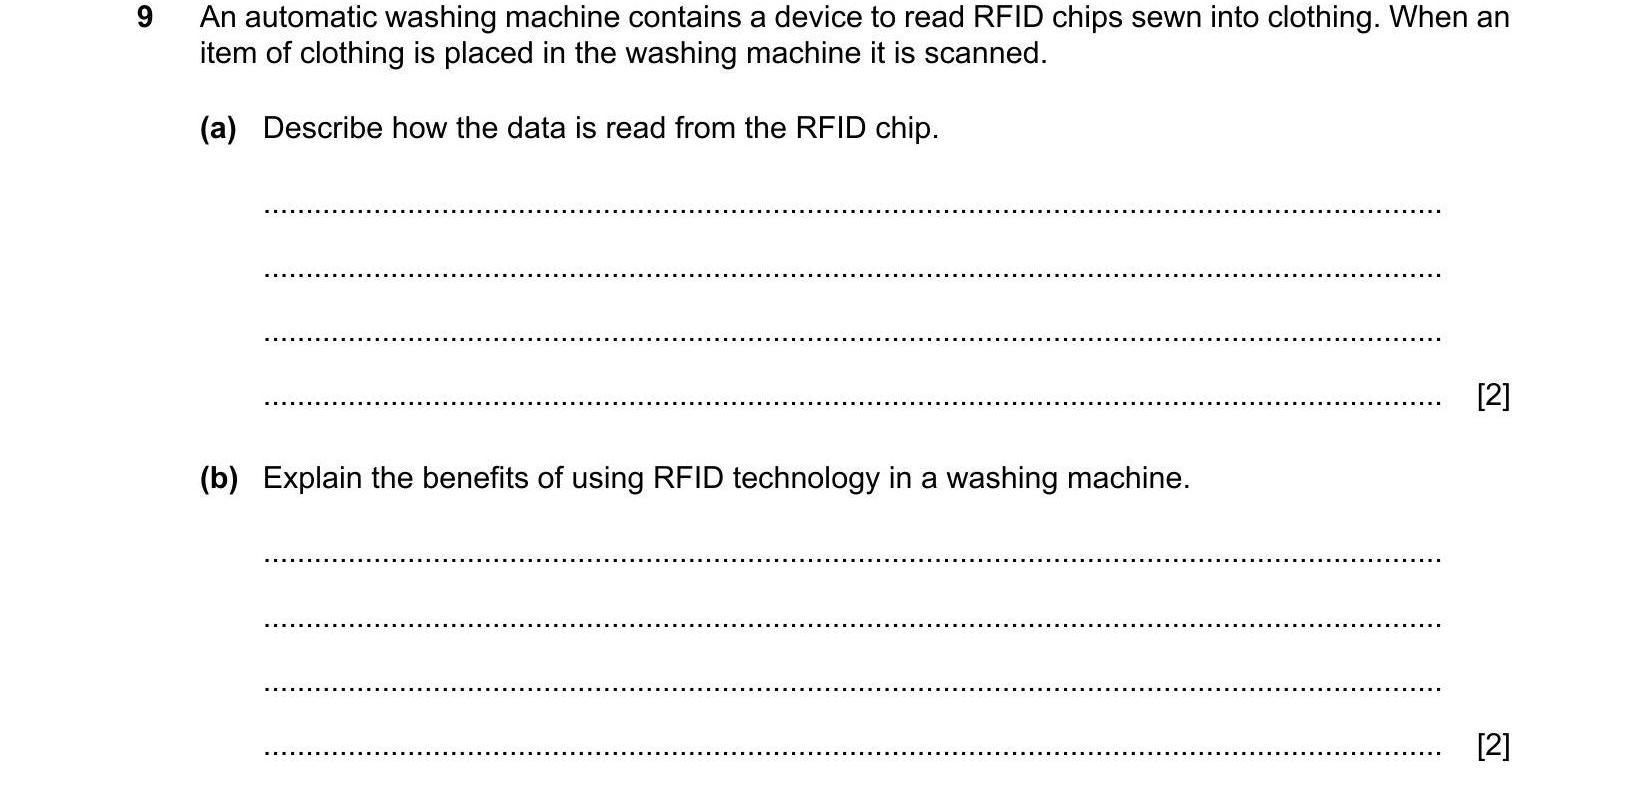 9 An automatic washing machine contains a device to read RFID chips sewn into clothing. When an
item of clothing is placed in the washing machine it is scanned.
(a) Describe how the data is read from the RFID chip.
..........................................................................................................................................
..........................................................................................................................................
..........................................................................................................................................
.......................................................................................................................................... [2]
(b) Explain the benefits of using RFID technology in a washing machine.
..........................................................................................................................................
..........................................................................................................................................
..........................................................................................................................................
.......................................................................................................................................... [2]